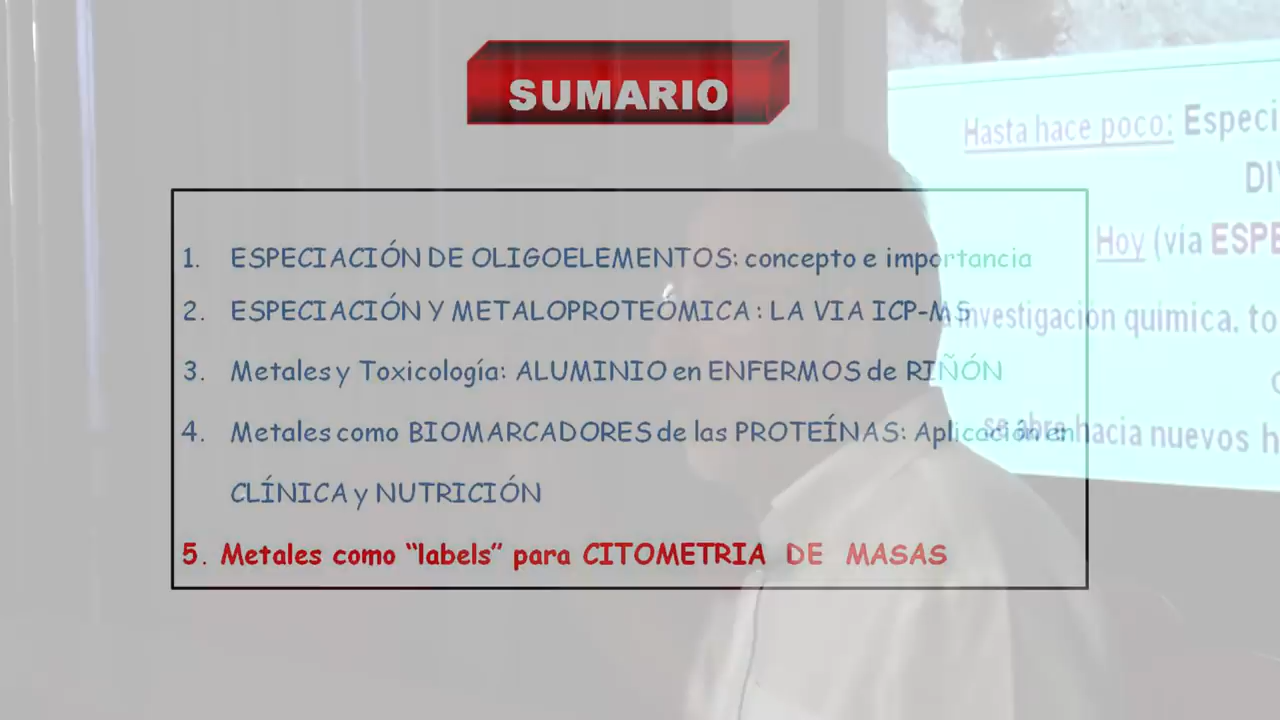 SUMARIO
1. ESPECIACIÓN DE OLIGOELEMENTOS: concepto e importancia
2. ESPECIACIÓN Y METALOPROTEÓMICA : LA VIA ICP-MS
3. Metales y Toxicología: ALUMINIO en ENFERMOS de RIÑÓN
4. Metales como BIOMARCADORES de las PROTEÍNAS: Aplicación en
CLÍNICA y NUTRICIÓN
5. Metales como “labels” para CITOMETRIA DE MASAS
Hasta hace poco: Especi
DI
Hoy (vía ESPE
investigación quimica, to
se abre hacia nuevos h